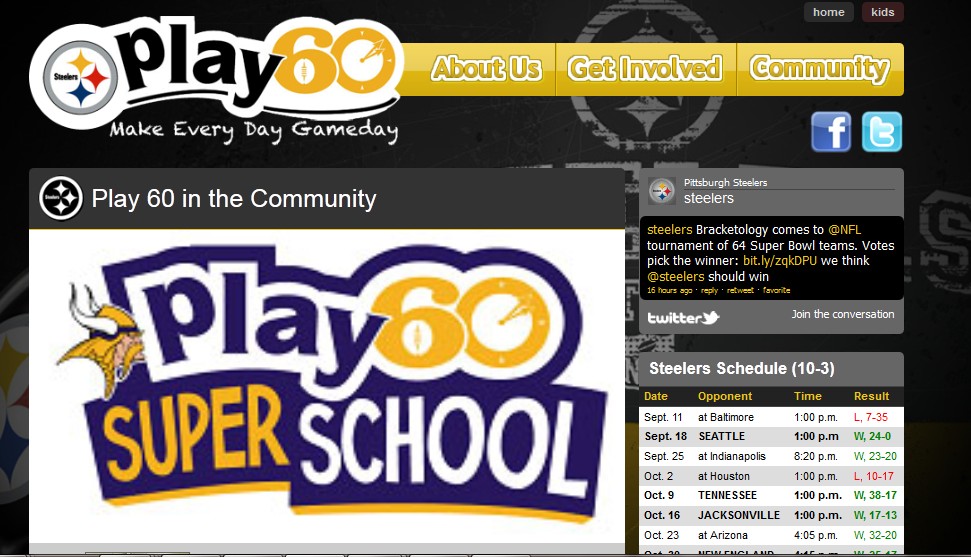 home kids
Steelers play60
About Us Get Involved Community
Make Every Day Gameday
Play 60 in the Community
play60
SUPER SCHOOL
Pittsburgh Steelers
steelers
steelers Bracketology comes to @NFL
tournament of 64 Super Bowl teams. Votes
pick the winner: bit.ly/zqkDPU we think
@steelers should win
16 hours ago · reply · retweet · favorite
twitter Join the conversation
Steelers Schedule (10-3)
Date Opponent Time Result
Sept. 11 at Baltimore 1:00 p.m. L, 7-35
Sept. 18 SEATTLE 1:00 p.m W, 24-0
Sept. 25 at Indianapolis 8:20 p.m. W, 23-20
Oct. 2 at Houston 1:00 p.m. L, 10-17
Oct. 9 TENNESSEE 1:00 p.m. W, 38-17
Oct. 16 JACKSONVILLE 1:00 p.m. W, 17-13
Oct. 23 at Arizona 4:05 p.m. W, 32-20
Oct. 30 NEW ENGLAND 4:15 p.m. W, 25-17